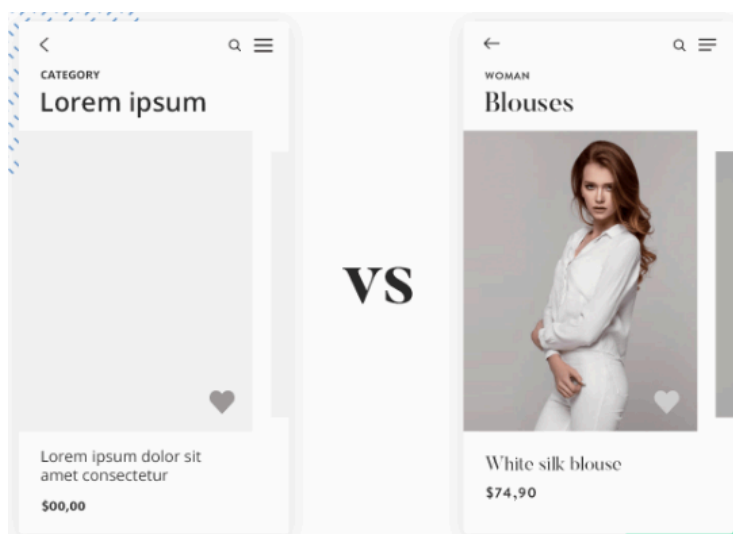 CATEGORY
Lorem ipsum
Lorem ipsum dolor sit
amet consectetur
$00,00
vs
WOMAN
Blouses
White silk blouse
$74,90